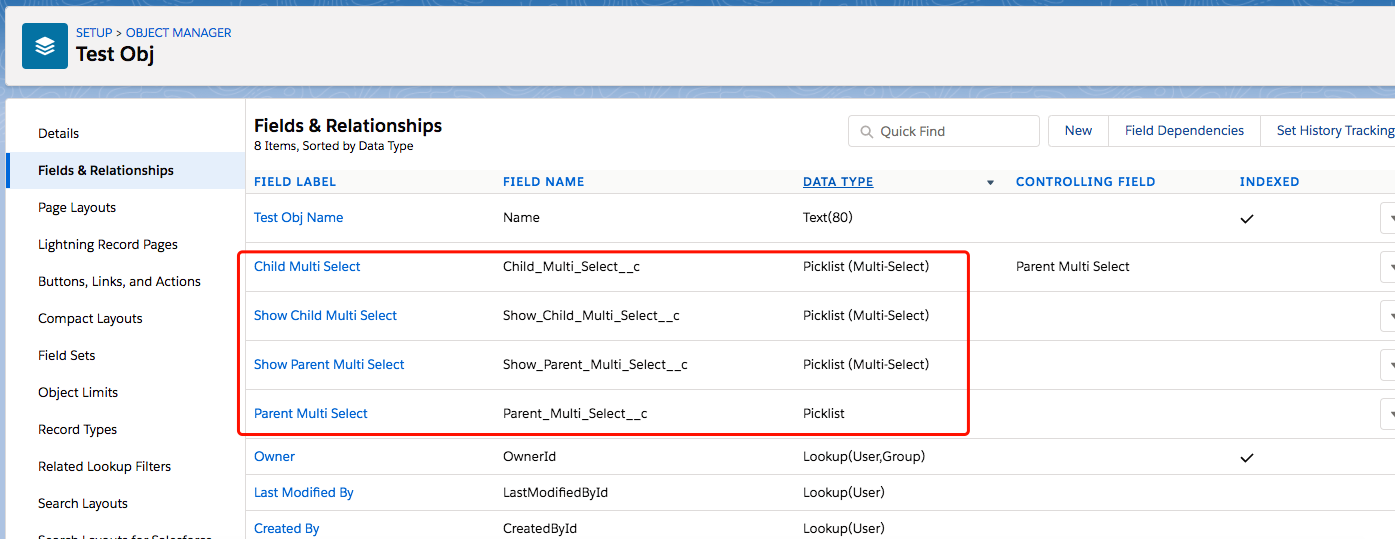 SETUP > OBJECT MANAGER
Test Obj
Details
Fields & Relationships
Page Layouts
Lightning Record Pages
Buttons, Links, and Actions
Compact Layouts
Field Sets
Object Limits
Record Types
Related Lookup Filters
Search Layouts
Search Layouts for Salesforce
Fields & Relationships
8 Items, Sorted by Data Type
Quick Find
New
Field Dependencies
Set History Tracking
FIELD LABEL FIELD NAME DATA TYPE CONTROLLING FIELD INDEXED
Test Obj Name Name Text(80)
Child Multi Select Child_Multi_Select__c Picklist (Multi-Select) Parent Multi Select
Show Child Multi Select Show_Child_Multi_Select__c Picklist (Multi-Select)
Show Parent Multi Select Show_Parent_Multi_Select__c Picklist (Multi-Select)
Parent Multi Select Parent_Multi_Select__c Picklist
Owner OwnerId Lookup(User,Group)
Last Modified By LastModifiedById Lookup(User)
Created By CreatedById Lookup(User)